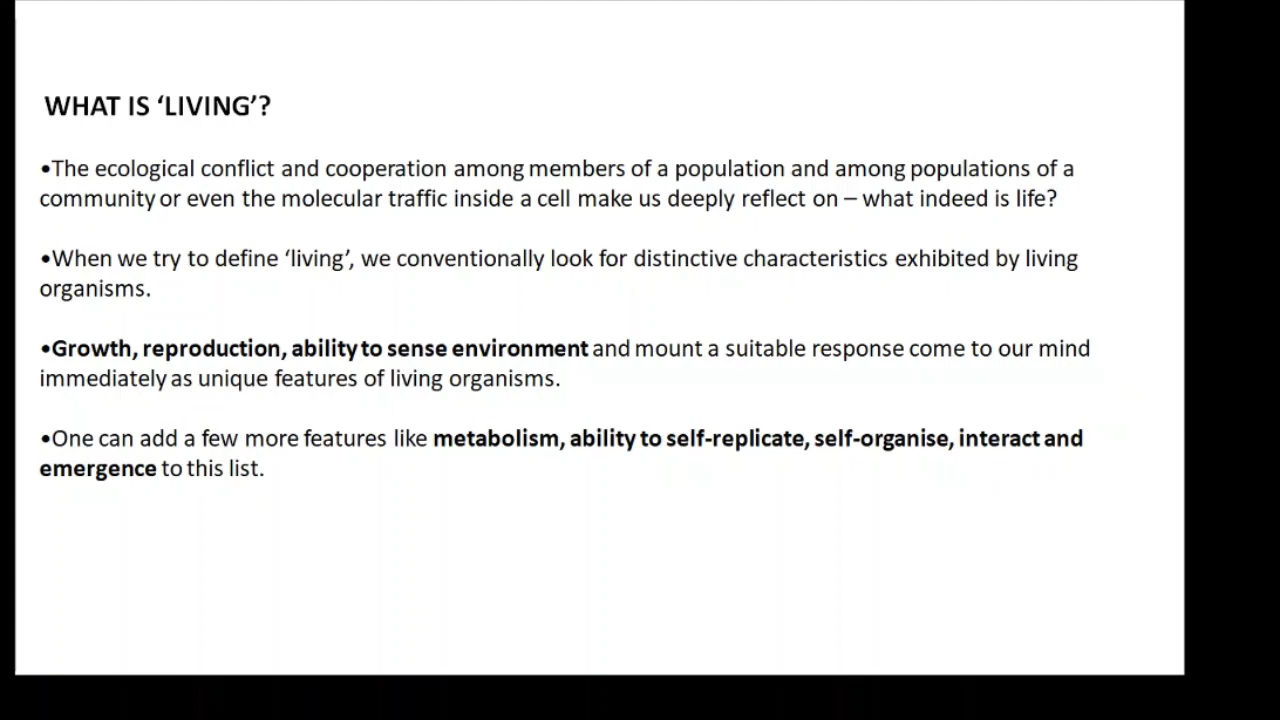 WHAT IS ‘LIVING’?
•The ecological conflict and cooperation among members of a population and among populations of a
community or even the molecular traffic inside a cell make us deeply reflect on – what indeed is life?
•When we try to define ‘living’, we conventionally look for distinctive characteristics exhibited by living
organisms.
•Growth, reproduction, ability to sense environment and mount a suitable response come to our mind
immediately as unique features of living organisms.
•One can add a few more features like metabolism, ability to self-replicate, self-organise, interact and
emergence to this list.